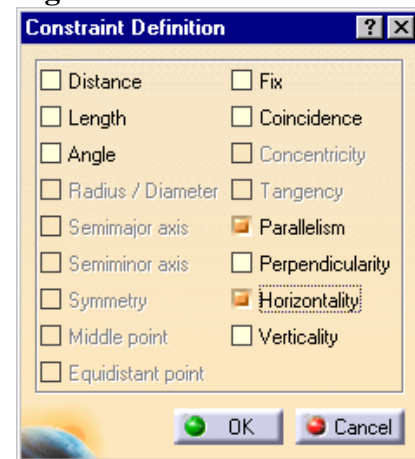 Constraint Definition
Distance
Fix
Length
Coincidence
Angle
Concentricity
Radius / Diameter
Tangency
Semimajor axis
Parallelism
Semiminor axis
Perpendicularity
Symmetry
Horizontality
Middle point
Verticality
Equidistant point
OK
Cancel